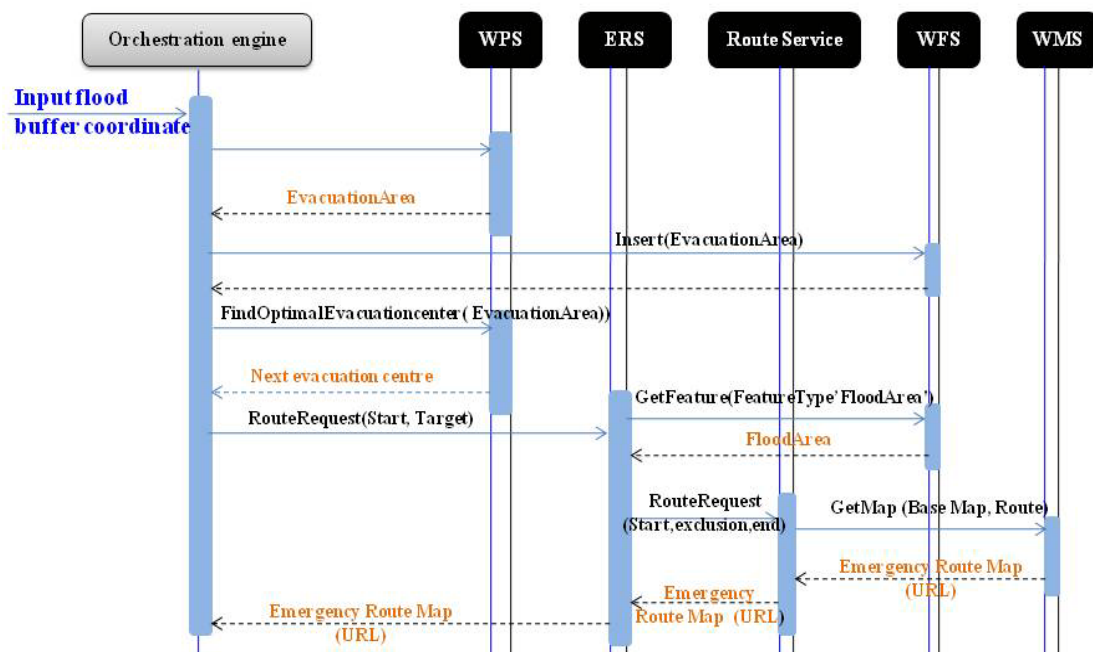 Orchestration engine
WPS
ERS
Route Service
WFS
WMS
Input flood
buffer coordinate
EvacuationArea
Insert(EvacuationArea)
FindOptimalEvacuationcenter( EvacuationArea))
Next evacuation centre
GetFeature(FeatureType’FloodArea’)
RouteRequest(Start, Target)
FloodArea
RouteRequest
(Start,exclusion,end)
GetMap (Base Map, Route)
Emergency Route Map
(URL)
Emergency
Route Map (URL)
Emergency Route Map
(URL)